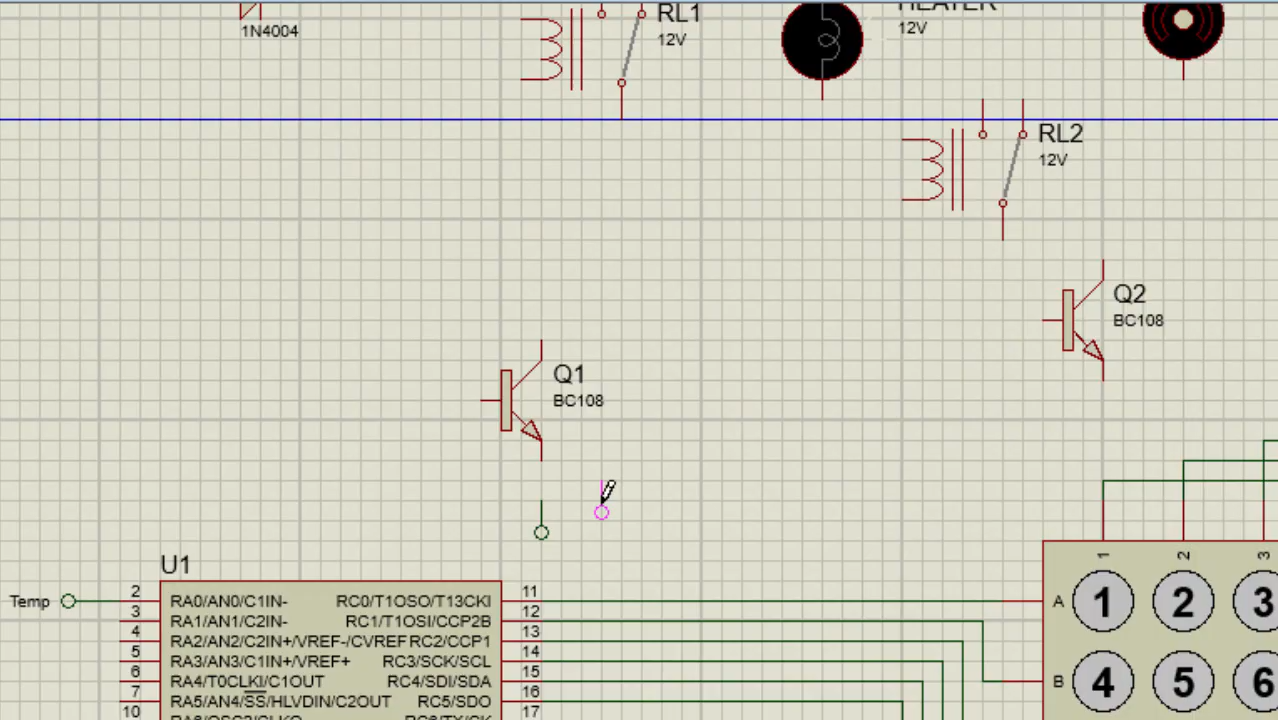 HEATER
RL1
12V
12V
1N4004
RL2
12V
Q2
BC108
Q1
BC108
U1
Temp
2
3
4
5
6
7
10
RA0/AN0/C1IN-
RA1/AN1/C2IN-
RA2/AN2/C2IN+/VREF-/CVREF
RA3/AN3/C1IN+/VREF+
RA4/T0CLKI/C1OUT
RA5/AN4/SS/HLVDIN/C2OUT
RC0/T1OSO/T13CKI
RC1/T1OSI/CCP2B
RC2/CCP1
RC3/SCK/SCL
RC4/SDI/SDA
RC5/SDO
11
12
13
14
15
16
17
1
2
3
A
1
2
3
B
4
5
6